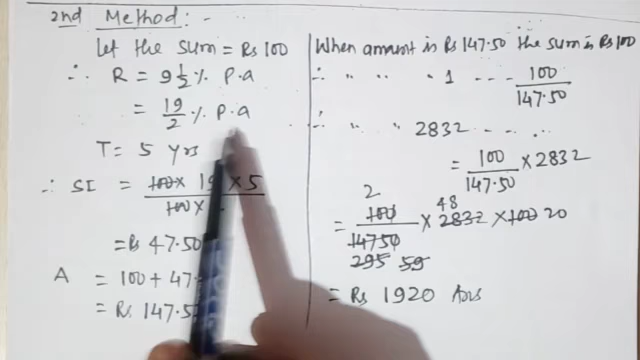 2nd Method: -
Let the sum = Rs 100
∴ R = 9 1/2 % P.a
= 19/2 % P.a
T = 5 yrs
∴ SI = 100 × 19 × 5
100 ×
= Rs 47.50
A = 100 + 47.
= Rs 147.5
When amount is Rs 147.50 the sum is Rs 100
∴ " " " 1 - - - 100/147.50
∴ " " 2832 - - - -
= 100/147.50 × 2832
2 48
= 100/14750 × 2832 × 100 20
295 59
= Rs 1920 Ans